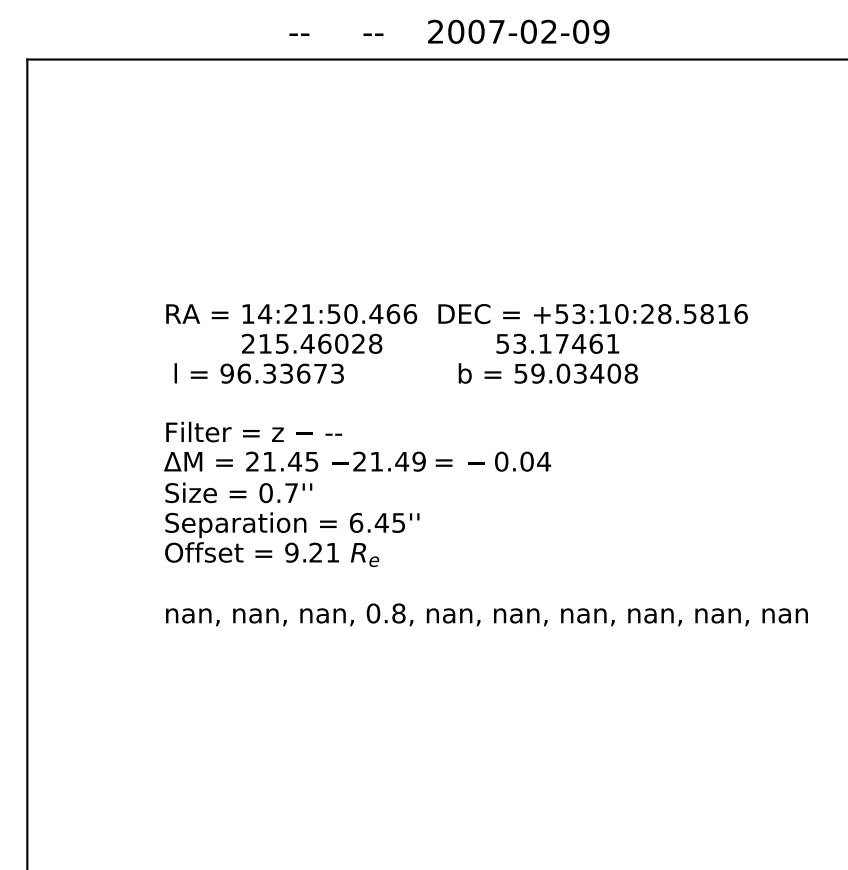 -- -- 2007-02-09
RA = 14:21:50.466 DEC = +53:10:28.5816
215.46028 53.17461
l = 96.33673 b = 59.03408
Filter = z − --
ΔM = 21.45 −21.49 = − 0.04
Size = 0.7''
Separation = 6.45''
Offset = 9.21 Re
nan, nan, nan, 0.8, nan, nan, nan, nan, nan, nan